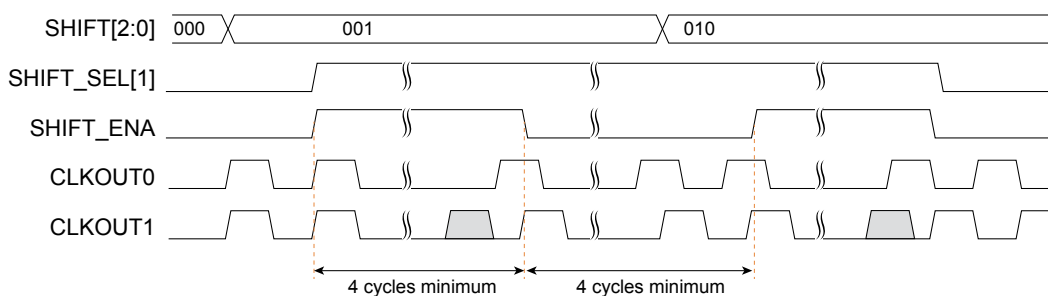 SHIFT[2:0] 000 001 010
SHIFT_SEL[1]
SHIFT_ENA
CLKOUT0
CLKOUT1
4 cycles minimum 4 cycles minimum